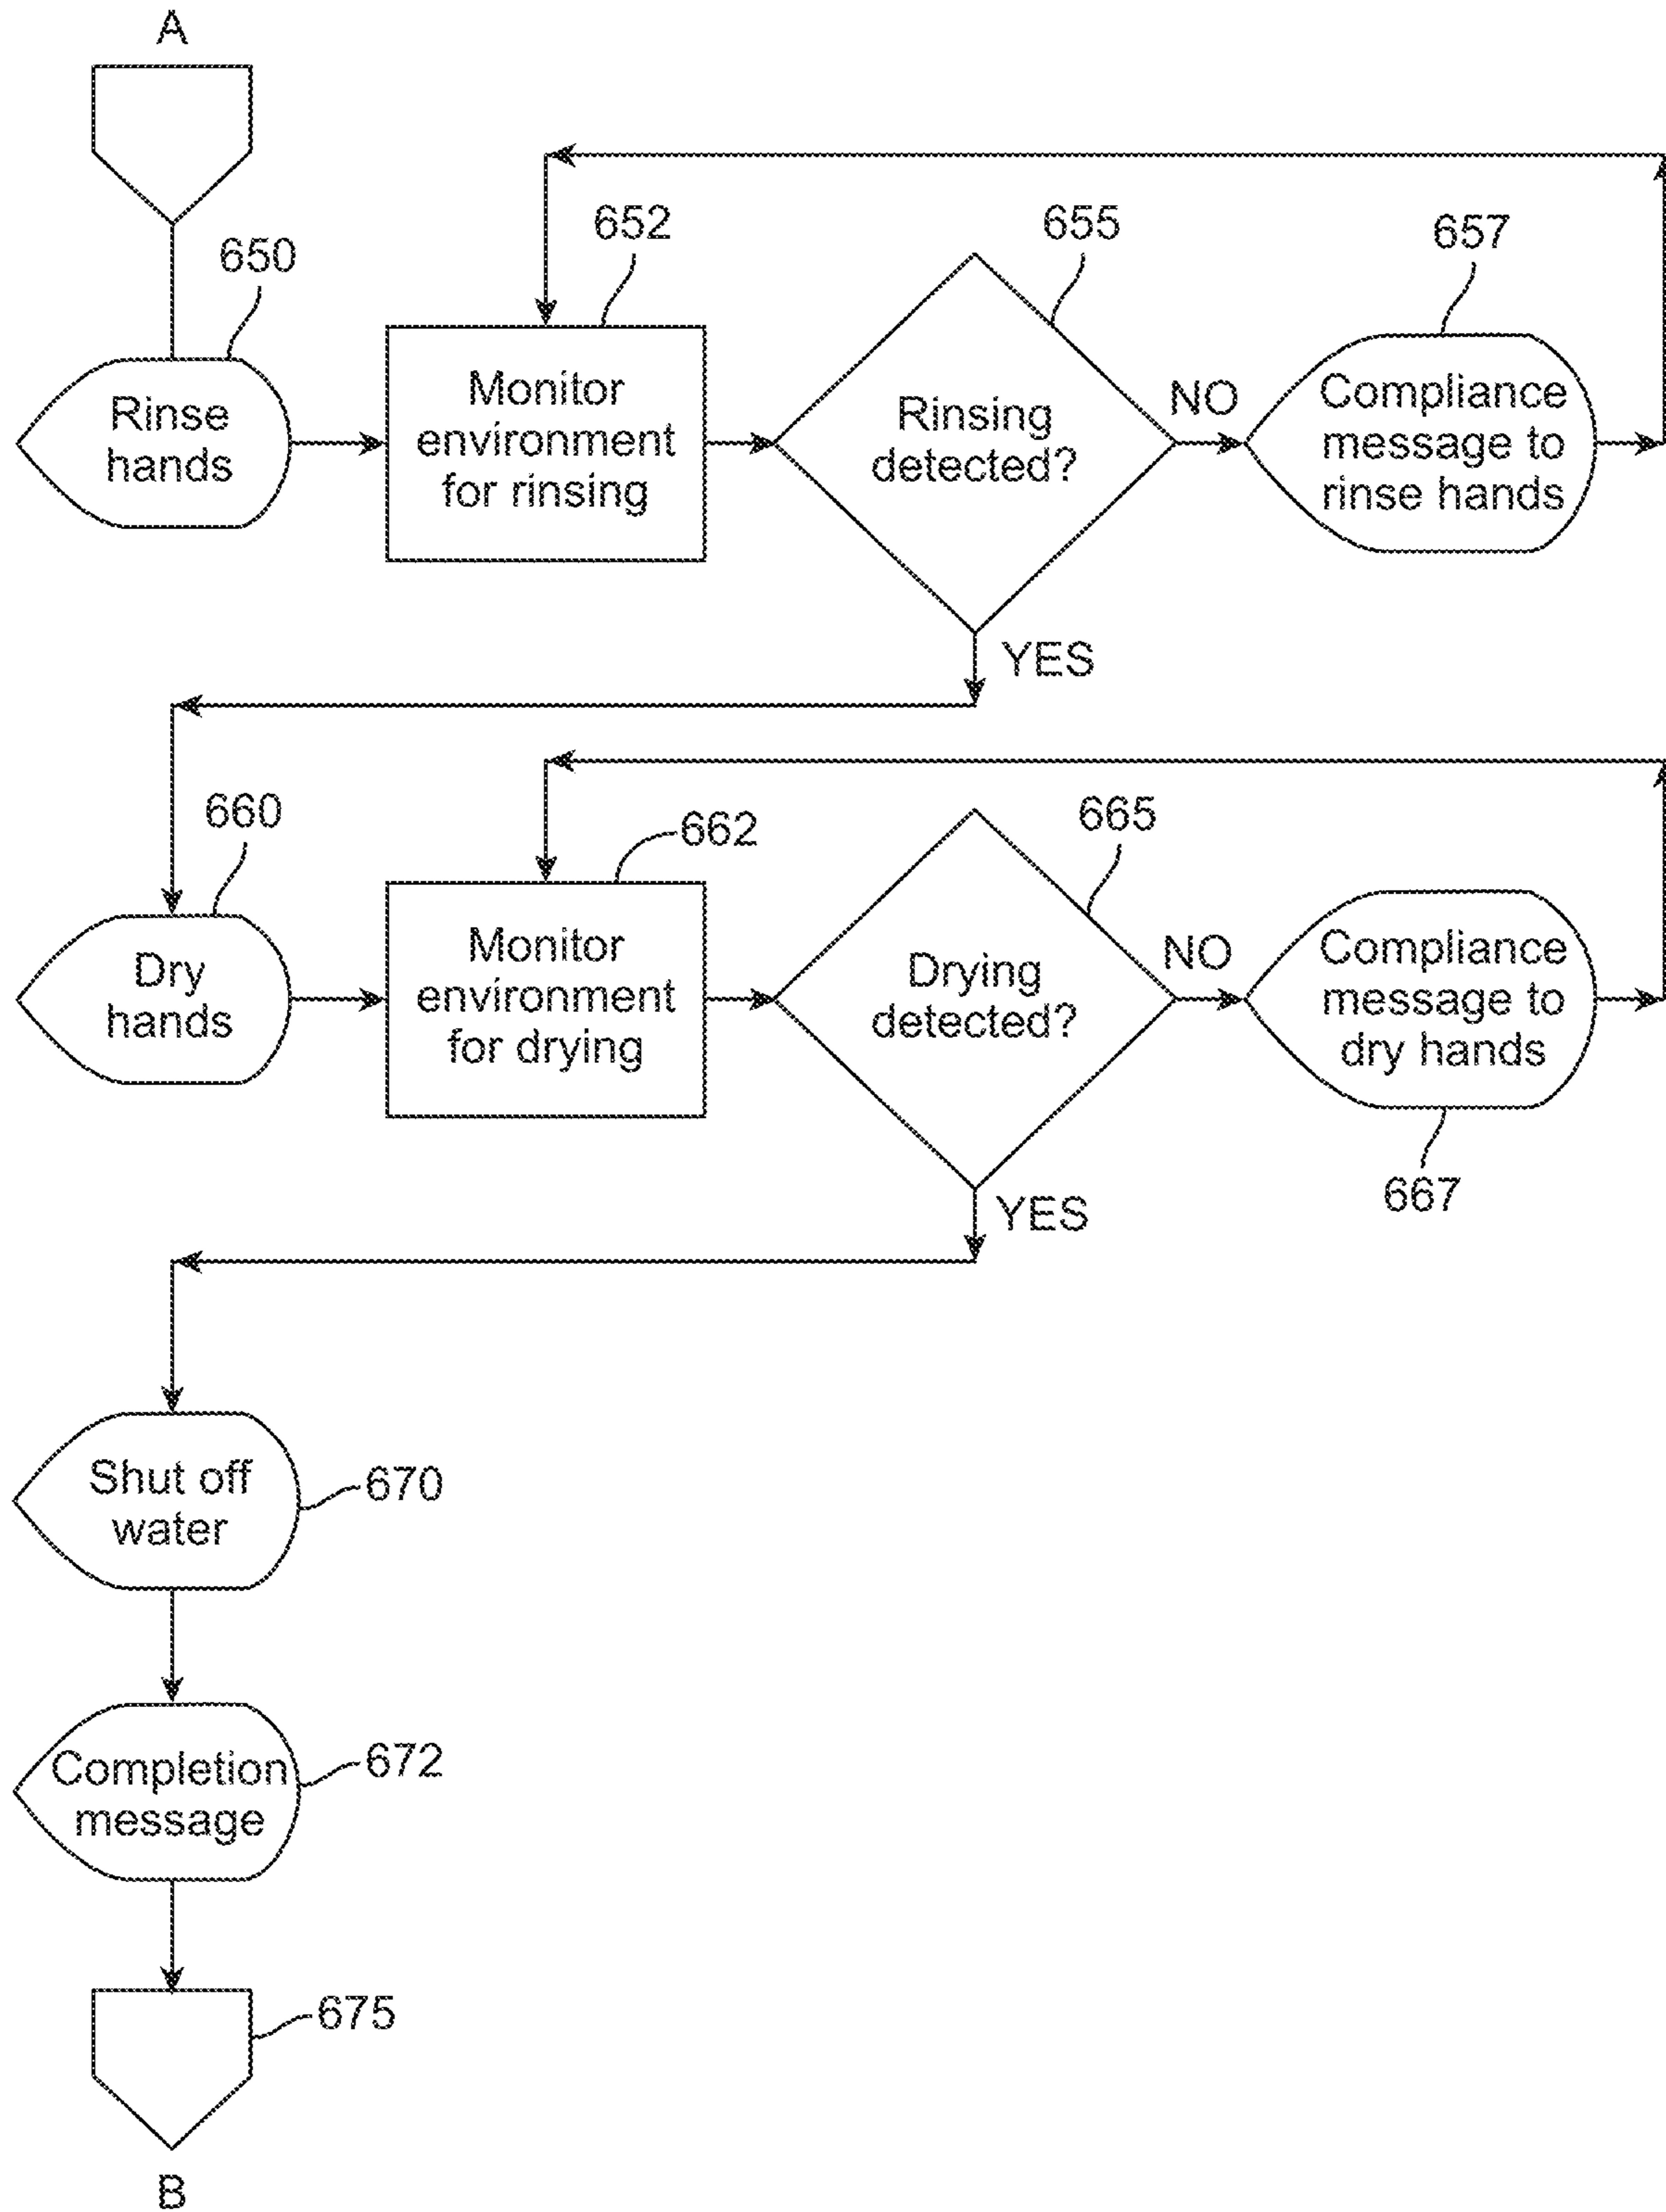 A
650
Rinse
hands
652
Monitor
environment
for rinsing
655
Rinsing
detected?
NO
657
Compliance
message to
rinse hands
YES
660
Dry
hands
662
Monitor
environment
for drying
665
Drying
detected?
NO
Compliance
message to
dry hands
667
YES
Shut off
water
670
Completion
message
672
675
B